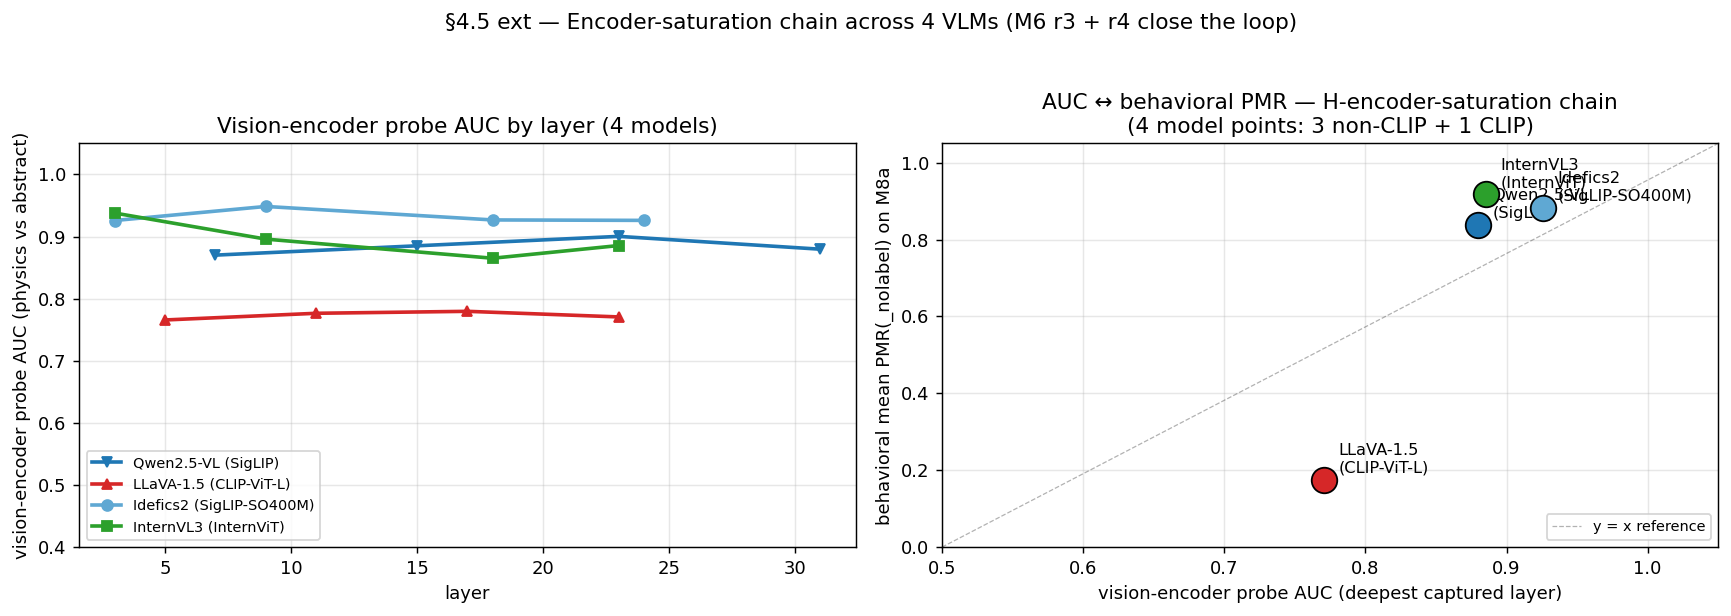 §4.5 ext — Encoder-saturation chain across 4 VLMs (M6 r3 + r4 close the loop)
Vision-encoder probe AUC by layer (4 models)
vision-encoder probe AUC (physics vs abstract)
1.0
0.9
0.8
0.7
0.6
0.5
0.4
Qwen2.5-VL (SigLIP)
LLaVA-1.5 (CLIP-ViT-L)
Idefics2 (SigLIP-SO400M)
InternVL3 (InternViT)
5
10
15
20
25
30
layer
AUC ↔ behavioral PMR — H-encoder-saturation chain
(4 model points: 3 non-CLIP + 1 CLIP)
behavioral mean PMR(_nolabel) on M8a
1.0
0.8
0.6
0.4
0.2
0.0
InternVL3
(InternViT)
Idefics2
(SigLIP-SO400M)
Qwen2.5-VL
LLaVA-1.5
(CLIP-ViT-L)
y = x reference
0.5
0.6
0.7
0.8
0.9
1.0
vision-encoder probe AUC (deepest captured layer)